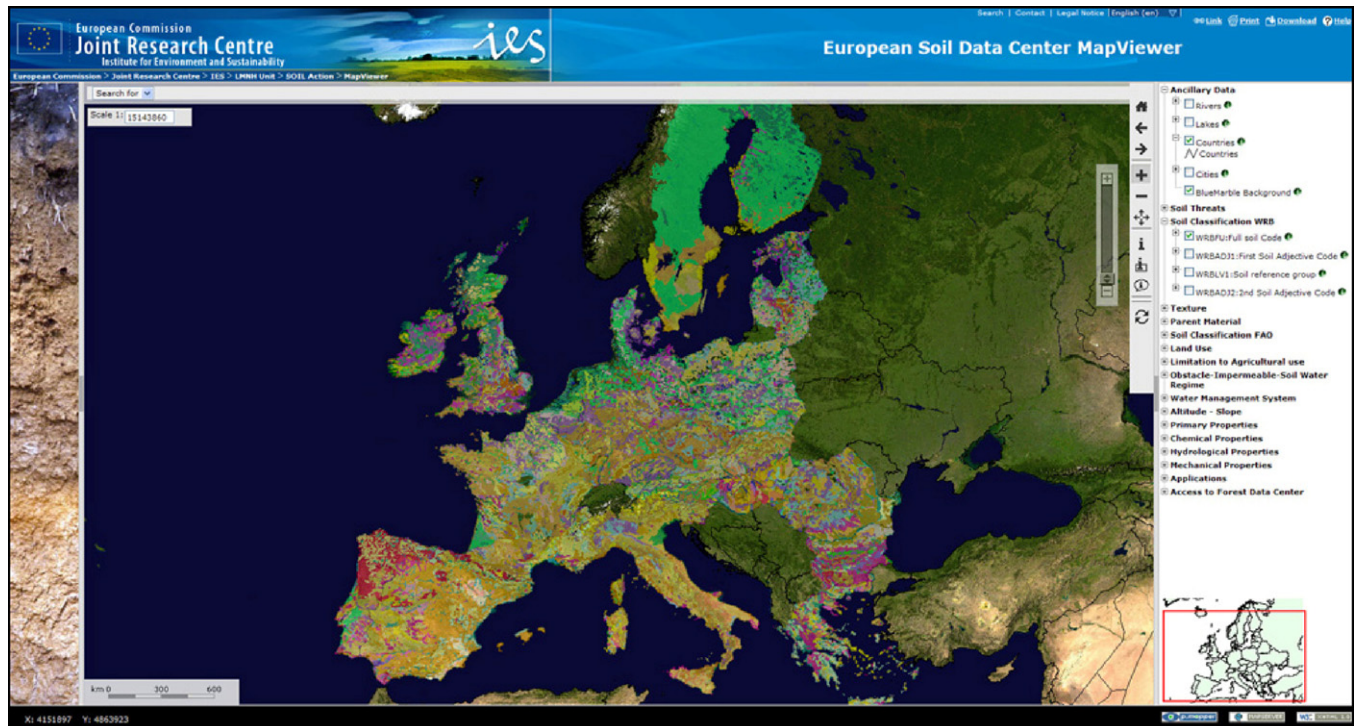 Search | Contact | Legal Notice English (en)
Link Print Download Help
European Commission
Joint Research Centre
Institute for Environment and Sustainability
ies
European Soil Data Center MapViewer
European Commission > Joint Research Centre > IES > LMNH Unit > SOIL Action > MapViewer
Search for
Scale 1: 15143860
Ancillary Data
Rivers
Lakes
Countries
Countries
Cities
BlueMarble Background
Soil Threats
Soil Classification WRB
WRBFU:Full soil Code
WRBADJ1:First Soil Adjective Code
WRBLV1:Soil reference group
WRBADJ2:2nd Soil Adjective Code
Texture
Parent Material
Soil Classification FAO
Land Use
Limitation to Agricultural use
Obstacle-Impermeable-Soil Water
Regime
Water Management System
Altitude - Slope
Primary Properties
Chemical Properties
Hydrological Properties
Mechanical Properties
Applications
Access to Forest Data Center
km 0 300 600
X: 4151897 Y: 4863923
p.mapper
MAPSERVER
W3C